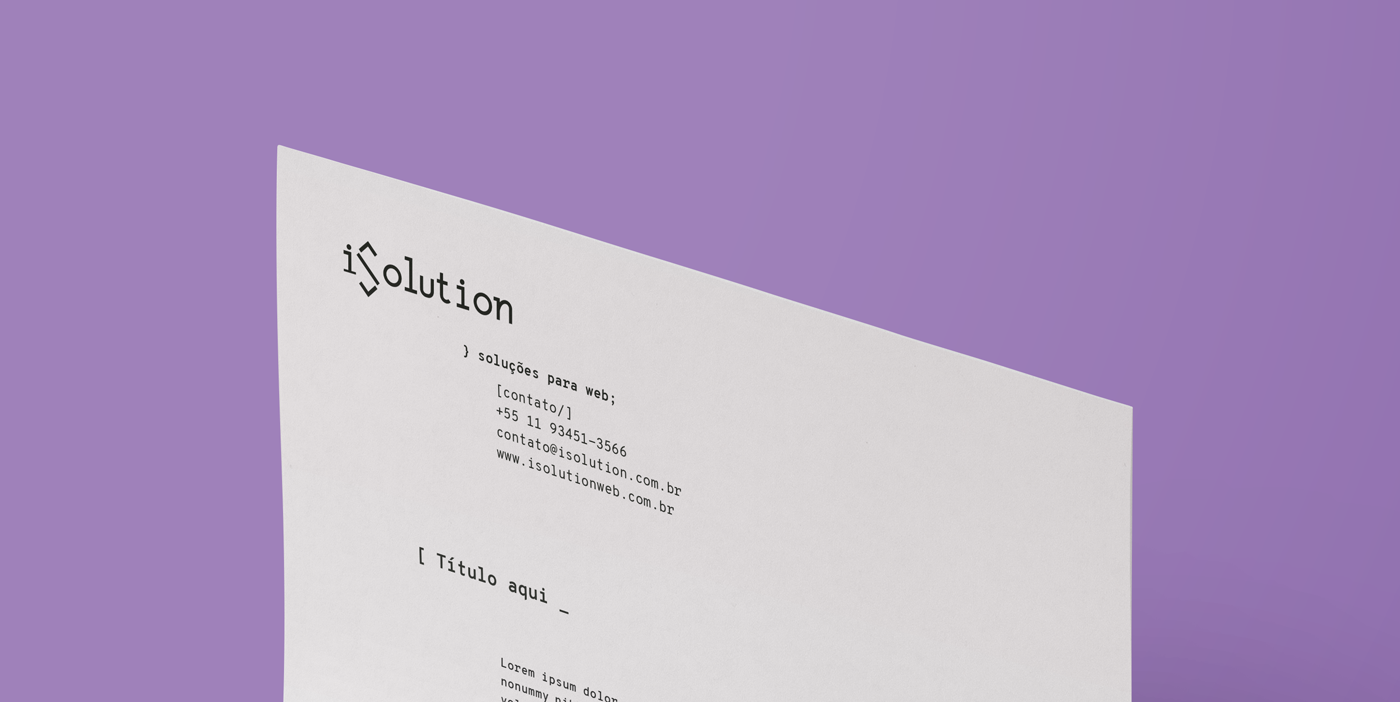 iSolution
} soluções para web;
[contato/]
+55 11 93451-3566
contato@isolution.com.br
www.isolutionweb.com.br
[ Título aqui _
Lorem ipsum dolor
nonummy